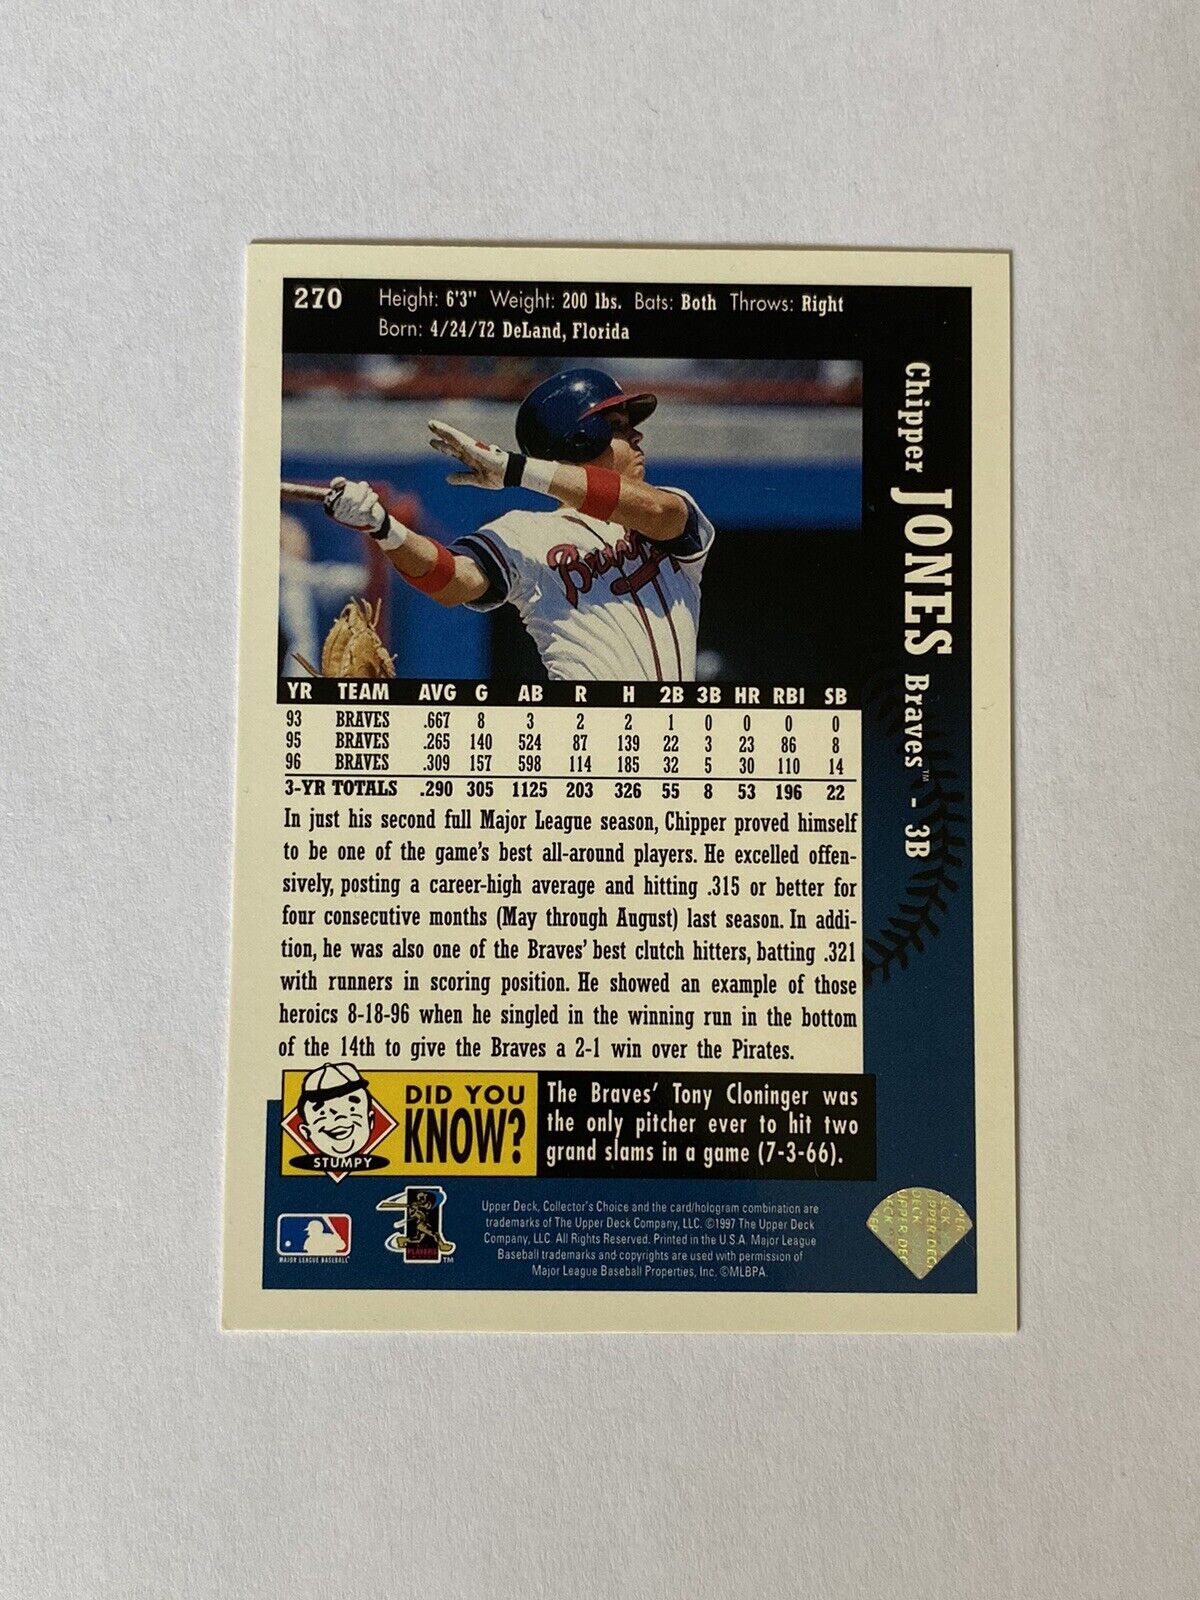 270 Height: 6'3" Weight: 200 lbs. Bats: Both Throws: Right
Born: 4/24/72 DeLand, Florida
Chipper JONES Braves™ - 3B
Braves
YR TEAM AVG G AB R H 2B 3B HR RBI SB
93 BRAVES .667 8 3 2 2 1 0 0 0 0
95 BRAVES .265 140 524 87 139 22 3 23 86 8
96 BRAVES .309 157 598 114 185 32 5 30 110 14
3-YR TOTALS .290 305 1125 203 326 55 8 53 196 22
In just his second full Major League season, Chipper proved himself
to be one of the game's best all-around players. He excelled offen-
sively, posting a career-high average and hitting .315 or better for
four consecutive months (May through August) last season. In addi-
tion, he was also one of the Braves' best clutch hitters, batting .321
with runners in scoring position. He showed an example of those
heroics 8-18-96 when he singled in the winning run in the bottom
of the 14th to give the Braves a 2-1 win over the Pirates.
STUMPY
DID YOU
KNOW?
The Braves' Tony Cloninger was
the only pitcher ever to hit two
grand slams in a game (7-3-66).
MAJOR LEAGUE BASEBALL
PLAYERS ™
Upper Deck, Collector's Choice and the card/hologram combination are
trademarks of The Upper Deck Company, LLC. ©1997 The Upper Deck
Company, LLC. All Rights Reserved. Printed in the U.S.A. Major League
Baseball trademarks and copyrights are used with permission of
Major League Baseball Properties, Inc. ©MLBPA.
UPPER DECK